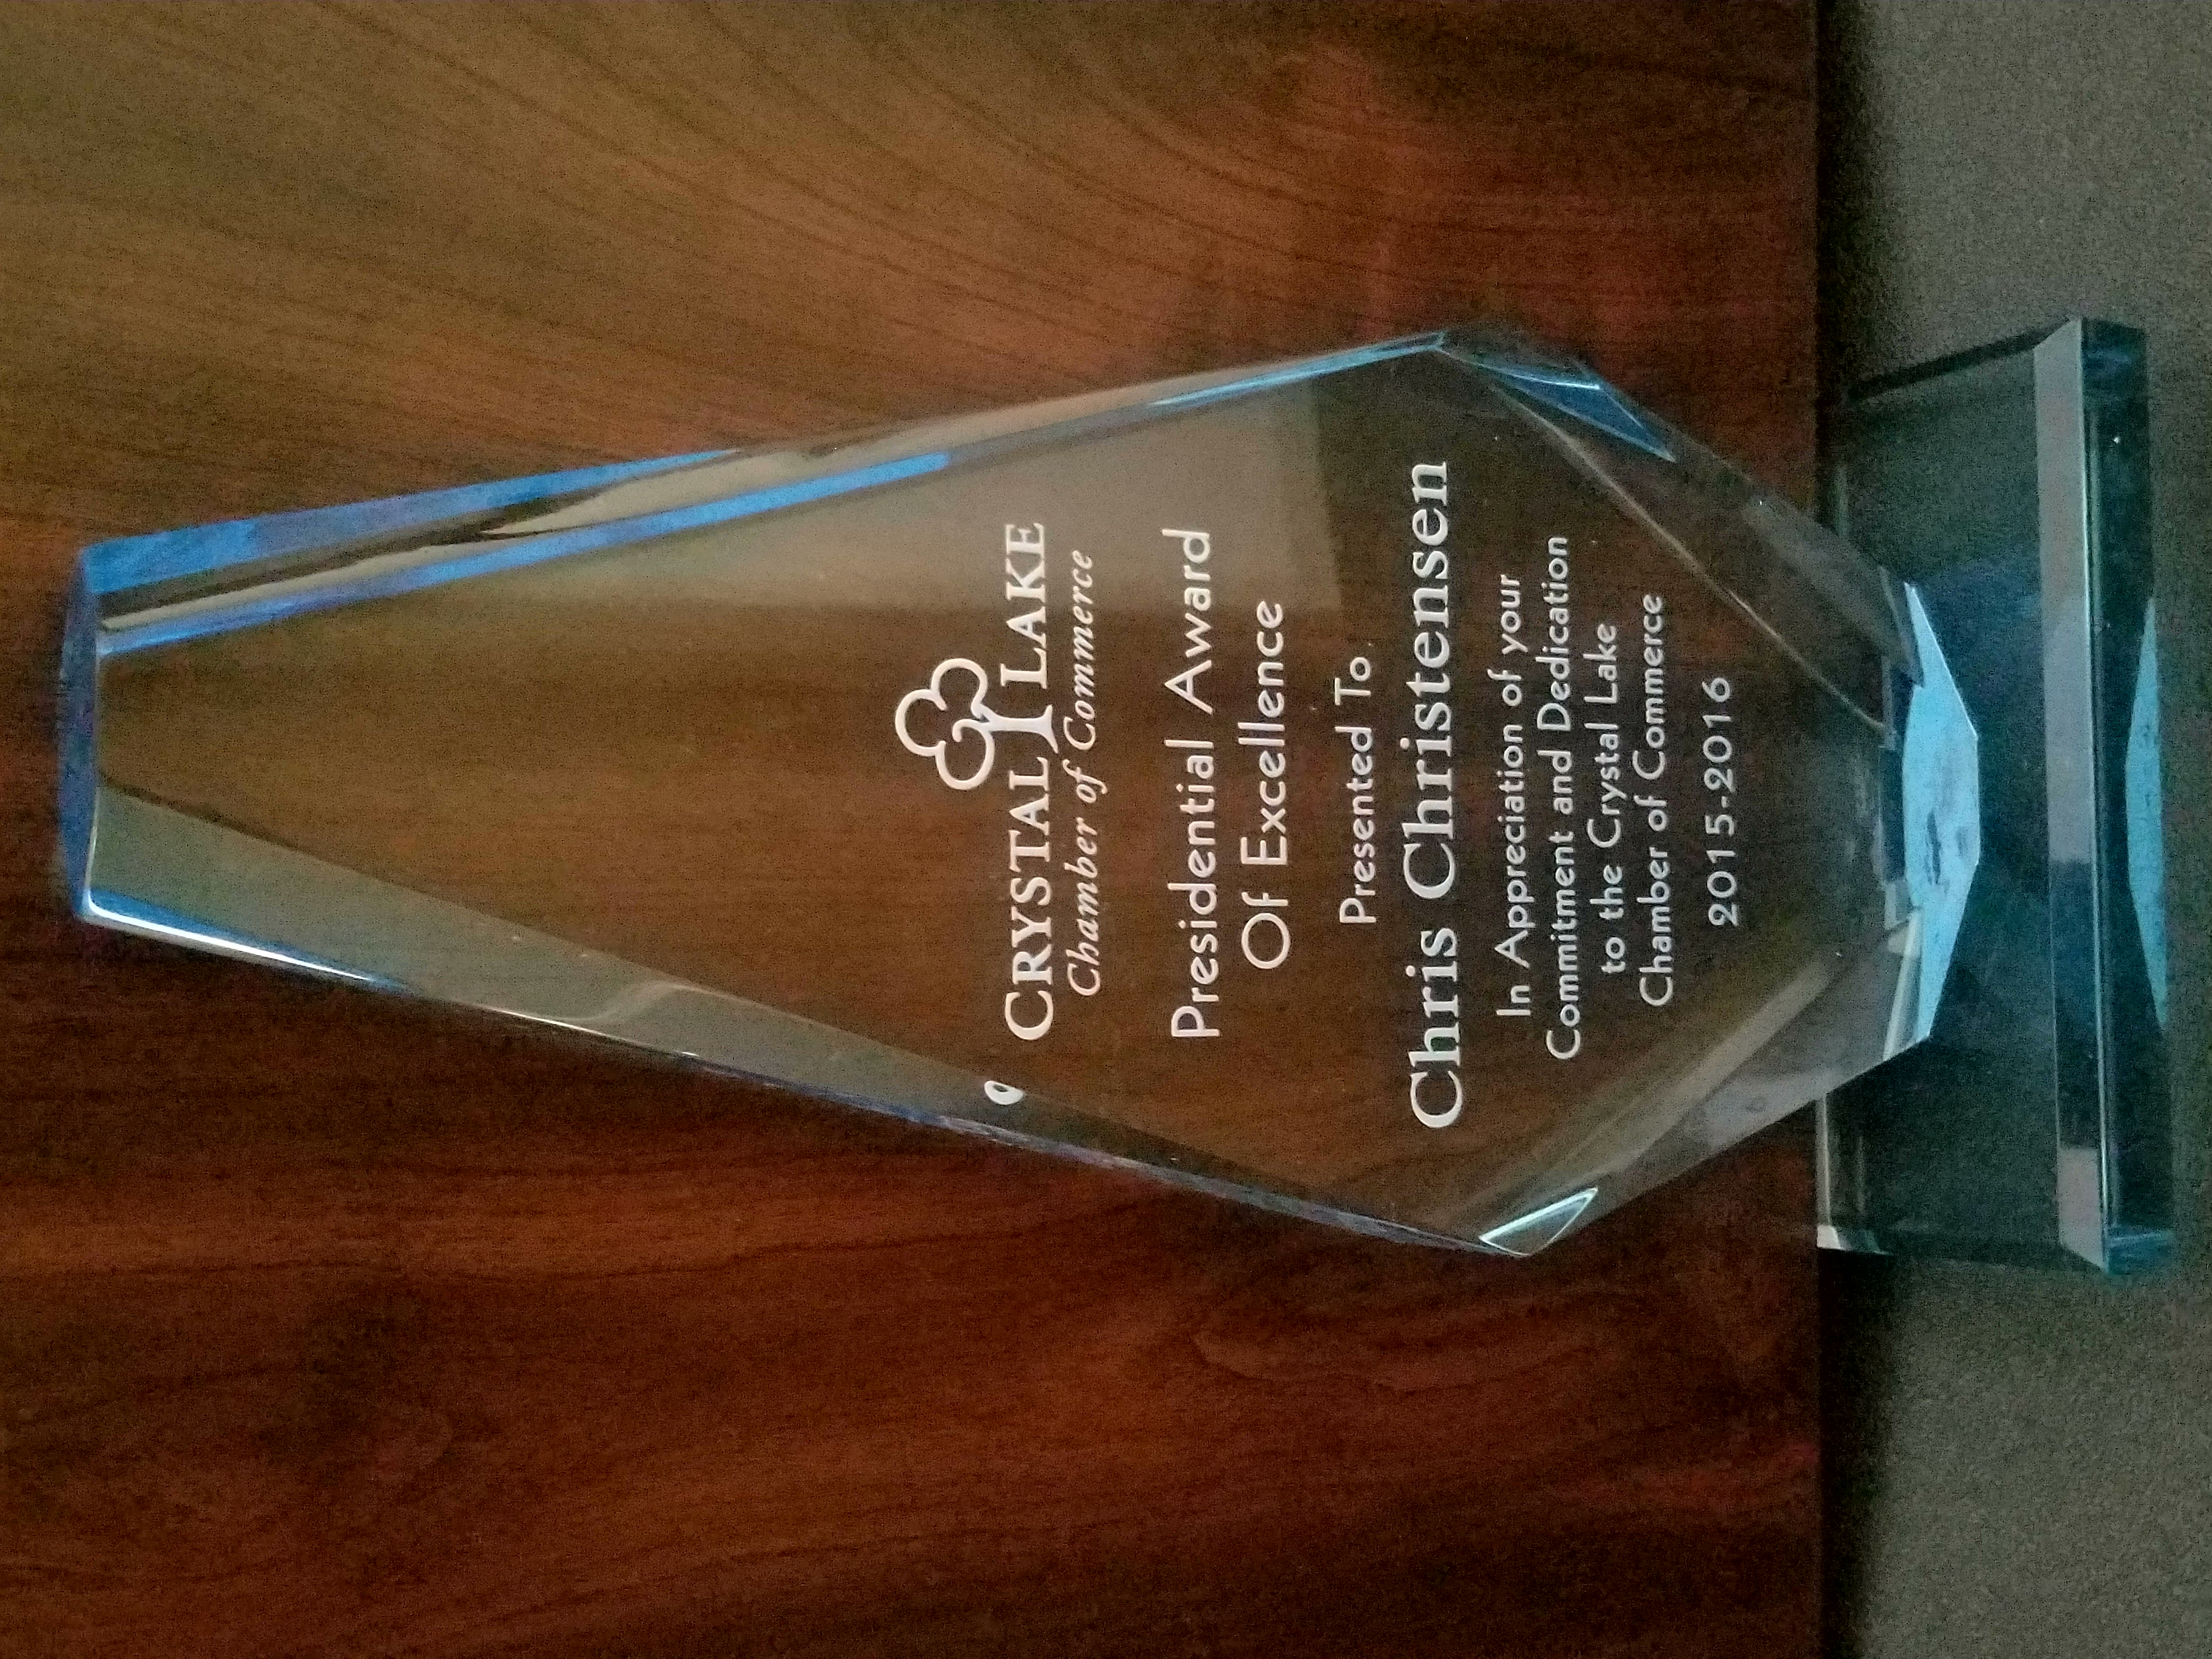 CRYSTAL LAKE
Chamber of Commerce
Presidential Award
Of Excellence
Presented To
Chris Christensen
In Appreciation of your
Commitment and Dedication
to the Crystal Lake
Chamber of Commerce
2015-2016